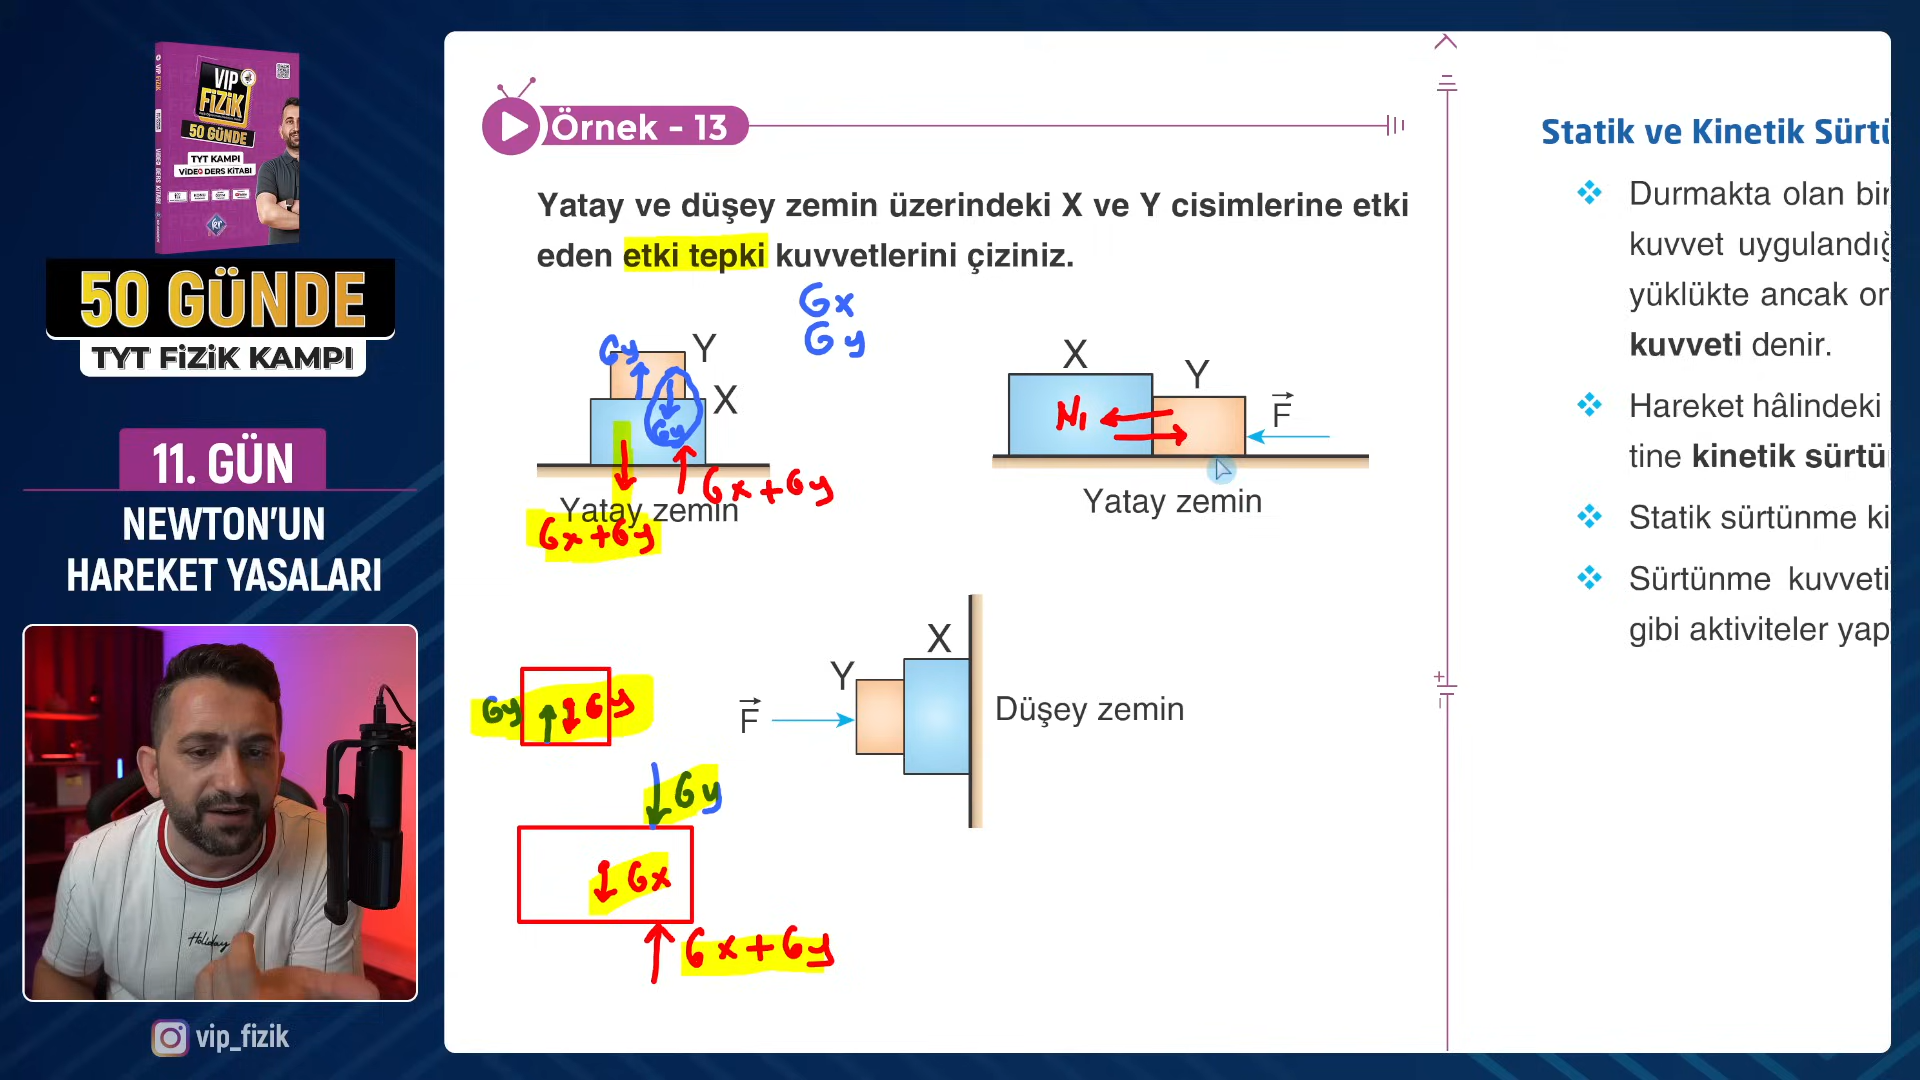 VIP
FİZİK
50 GÜNDE
TYT KAMPI
VİDEO DERS KİTABI
50 GÜNDE
TYT FİZİK KAMPI
11. GÜN
NEWTON'UN
HAREKET YASALARI
Holiday
vip_fizik
Örnek - 13
Yatay ve düşey zemin üzerindeki X ve Y cisimlerine etki
eden etki tepki kuvvetlerini çiziniz.
Gx
Gy
Gy
Y
X
Gy
Gx+Gy
Yatay zemin
Gx+Gy
X
Y
F
N1
Yatay zemin
Gy
Gy
Gy
Gx
Gx+Gy
X
Y
F
Düşey zemin
Statik ve Kinetik Sürtü
Durmakta olan bir
kuvvet uygulandığ
yüklükte ancak or
kuvveti denir.
Hareket hâlindeki
tine kinetik sürtü
Statik sürtünme ki
Sürtünme kuvveti
gibi aktiviteler yap